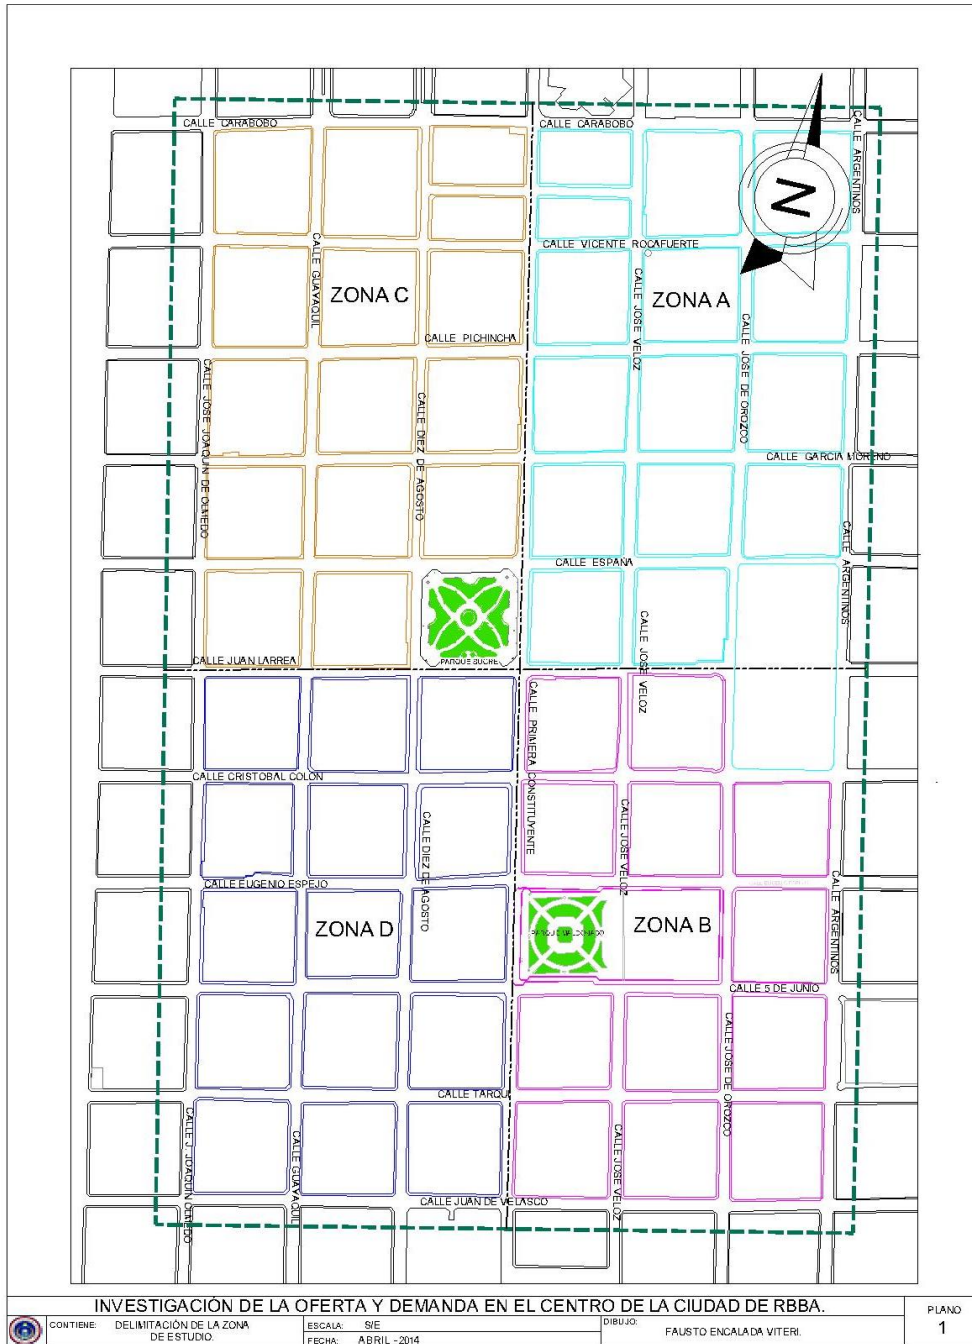 CALLE CARABOBO
CALLE CARABOBO
CALLE ARGENTINOS
N
CALLE GUAYAQUIL
CALLE VICENTE ROCAFUERTE
ZONA C
CALLE JOSE VELOZ
ZONA A
CALLE PICHINCHA
CALLE JOSE DE OROZCO
CALLE JOSE JOAQUIN DE OLMEDO
CALLE DIEZ DE AGOSTO
CALLE GARCIA MORENO
CALLE ARGENTINOS
CALLE ESPAÑA
CALLE JOSE VELOZ
CALLE JUAN LARREA
PARQUE SUCRE
CALLE PRIMERA CONSTITUYENTE
CALLE CRISTOBAL COLON
CALLE JOSE VELOZ
CALLE DIEZ DE AGOSTO
CALLE EUGENIO ESPEJO
CALLE ARGENTINOS
ZONA D
PARQUE MALDONADO
ZONA B
CALLE 5 DE JUNIO
CALLE JOSE DE OROZCO
CALLE TARQUI
CALLE J. JOAQUIN OLMEDO
CALLE GUAYAQUIL
CALLE JOSE VELOZ
CALLE JUAN DE VELASCO
INVESTIGACIÓN DE LA OFERTA Y DEMANDA EN EL CENTRO DE LA CIUDAD DE RBBA.
PLANO
1
CONTIENE: DELIMITACIÓN DE LA ZONA
DE ESTUDIO.
ESCALA: S/E
FECHA: ABRIL - 2014
DIBUJO:
FAUSTO ENCALADA VITERI.